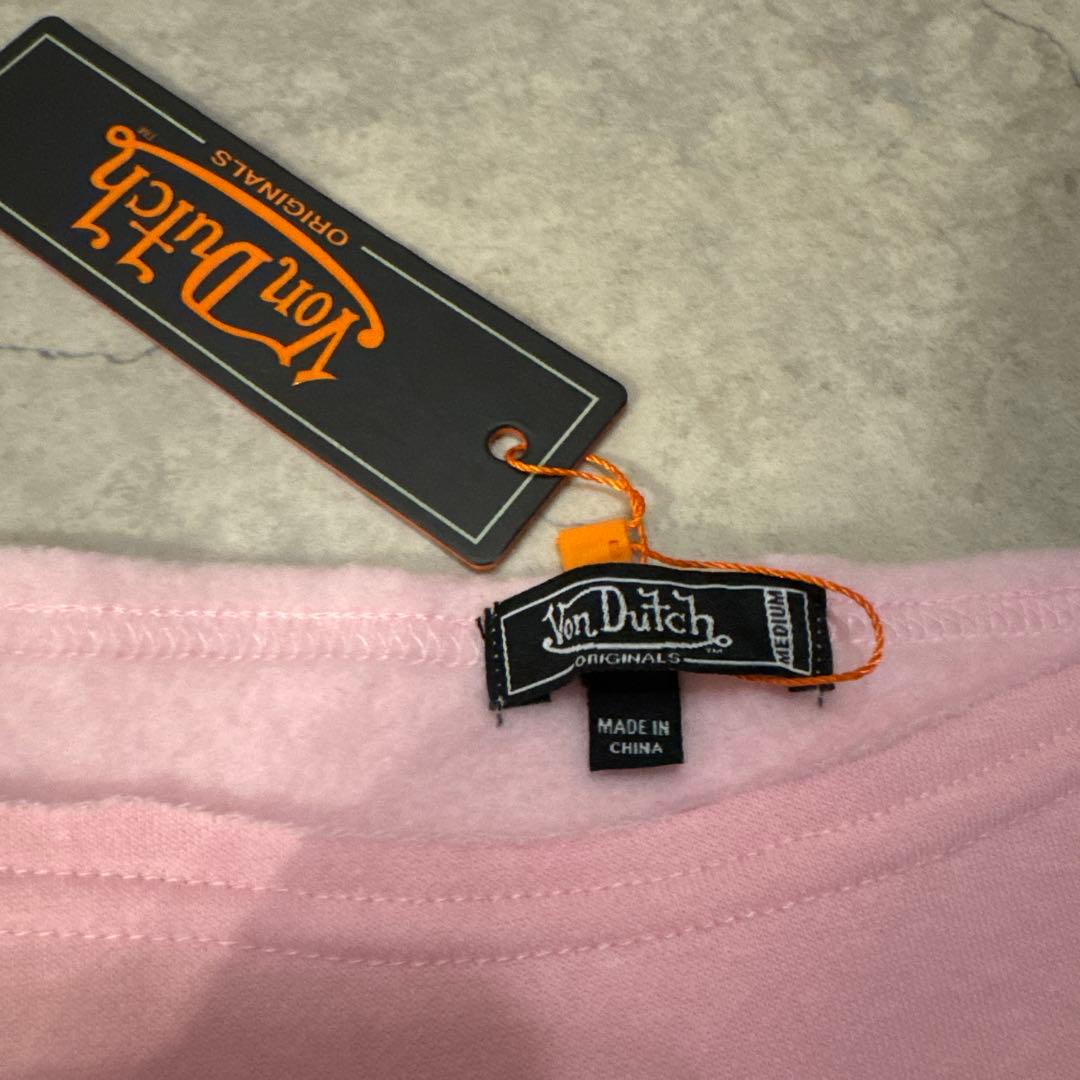 Von Dutch
ORIGINALS
TM
Von Dutch
TM
ORIGINALS
MEDIUM
MADE IN
CHINA